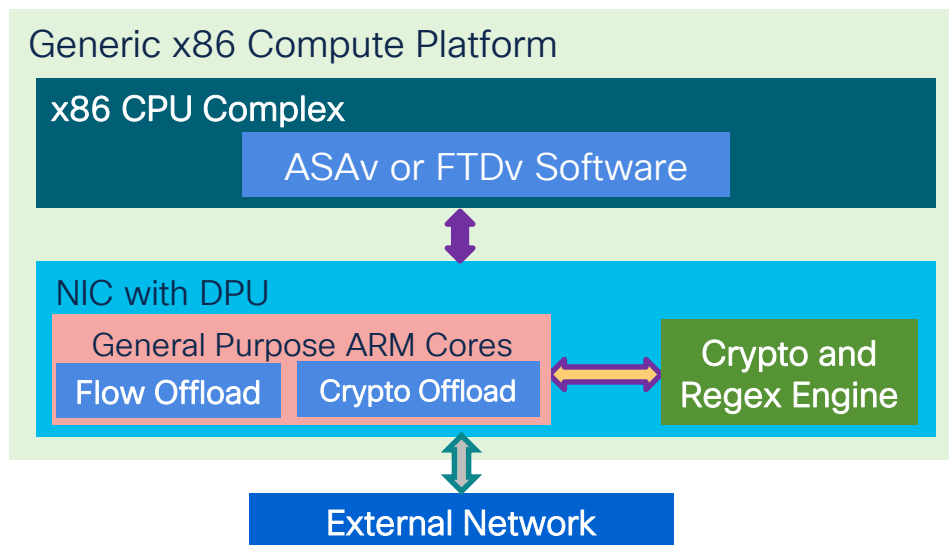 Generic x86 Compute Platform
x86 CPU Complex
ASAv or FTDv Software
NIC with DPU
General Purpose ARM Cores
Flow Offload
Crypto Offload
Crypto and
Regex Engine
External Network